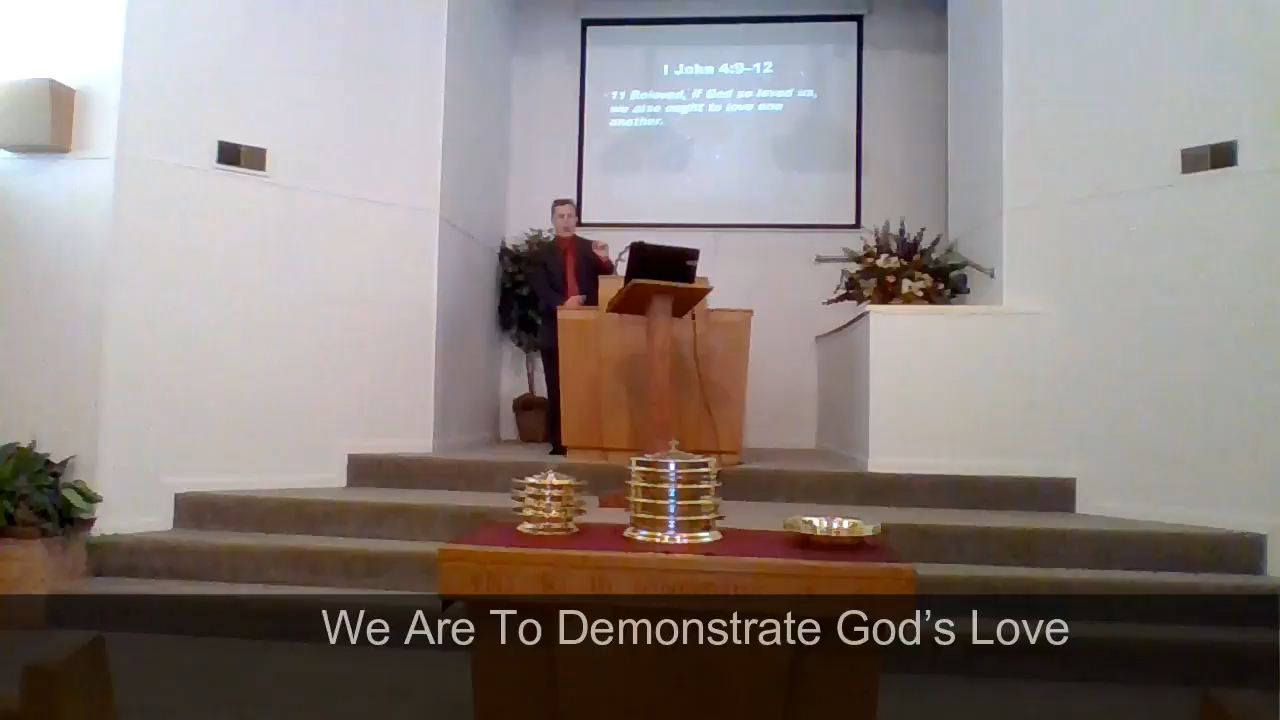 I John 4:9–12
11 Beloved, if God so loved us,
we also ought to love one
another.
We Are To Demonstrate God’s Love